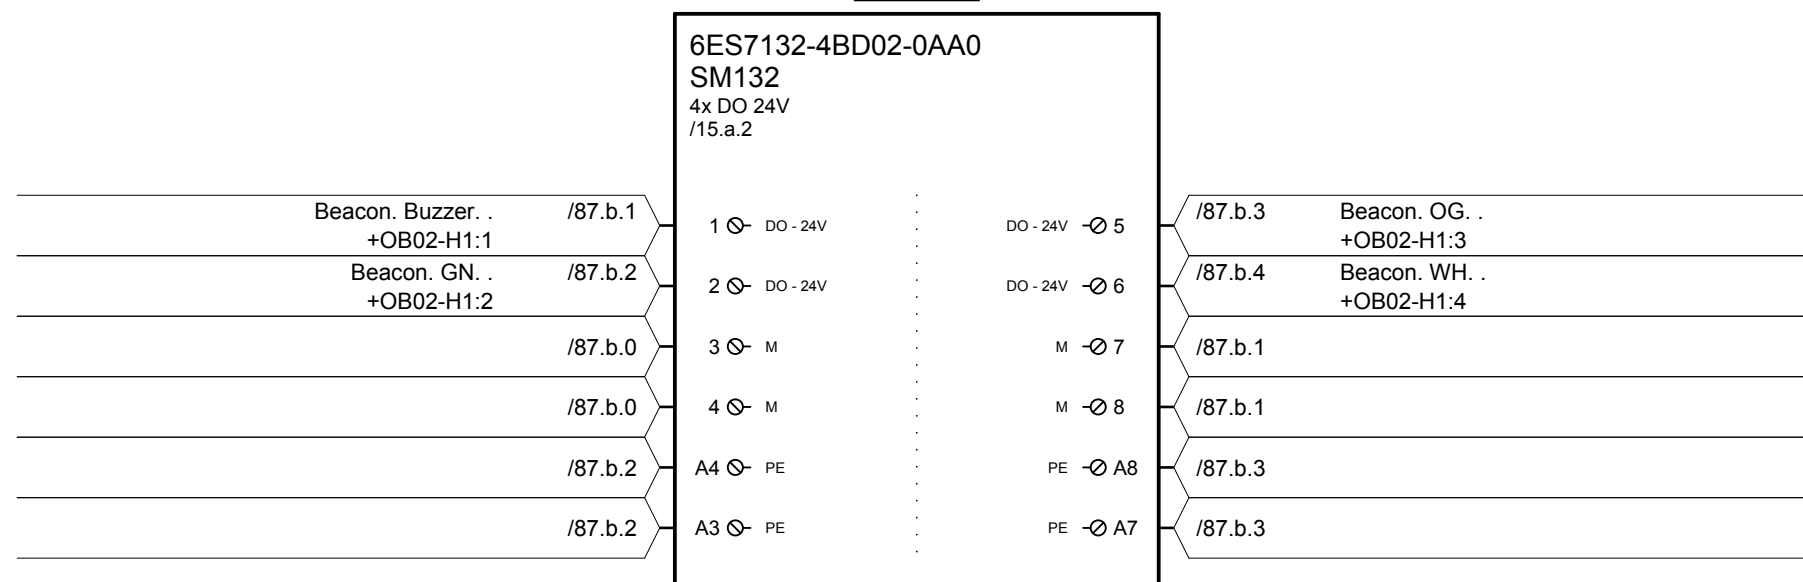 6ES7132-4BD02-0AA0
SM132
4x DO 24V
/15.a.2
Beacon. Buzzer. . /87.b.1 1 DO - 24V DO - 24V 5 /87.b.3 Beacon. OG. .
+OB02-H1:1 +OB02-H1:3
Beacon. GN. . /87.b.2 2 DO - 24V DO - 24V 6 /87.b.4 Beacon. WH. .
+OB02-H1:2 +OB02-H1:4
/87.b.0 3 M M 7 /87.b.1
/87.b.0 4 M M 8 /87.b.1
/87.b.2 A4 PE PE A8 /87.b.3
/87.b.2 A3 PE PE A7 /87.b.3